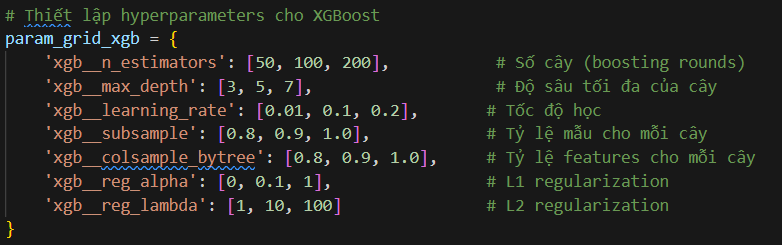 # Thiết lập hyperparameters cho XGBoost
param_grid_xgb = {
    'xgb__n_estimators': [50, 100, 200],             # Số cây (boosting rounds)
    'xgb__max_depth': [3, 5, 7],                     # Độ sâu tối đa của cây
    'xgb__learning_rate': [0.01, 0.1, 0.2],         # Tốc độ học
    'xgb__subsample': [0.8, 0.9, 1.0],              # Tỷ lệ mẫu cho mỗi cây
    'xgb__colsample_bytree': [0.8, 0.9, 1.0],       # Tỷ lệ features cho mỗi cây
    'xgb__reg_alpha': [0, 0.1, 1],                  # L1 regularization
    'xgb__reg_lambda': [1, 10, 100]                 # L2 regularization
}